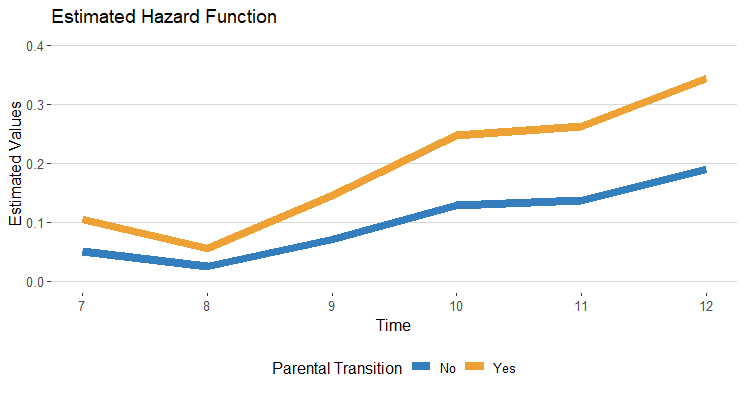 Estimated Hazard Function
0.4
0.3
0.2
0.1
0.0
Estimated Values
7 8 9 10 11 12
Time
Parental Transition No Yes